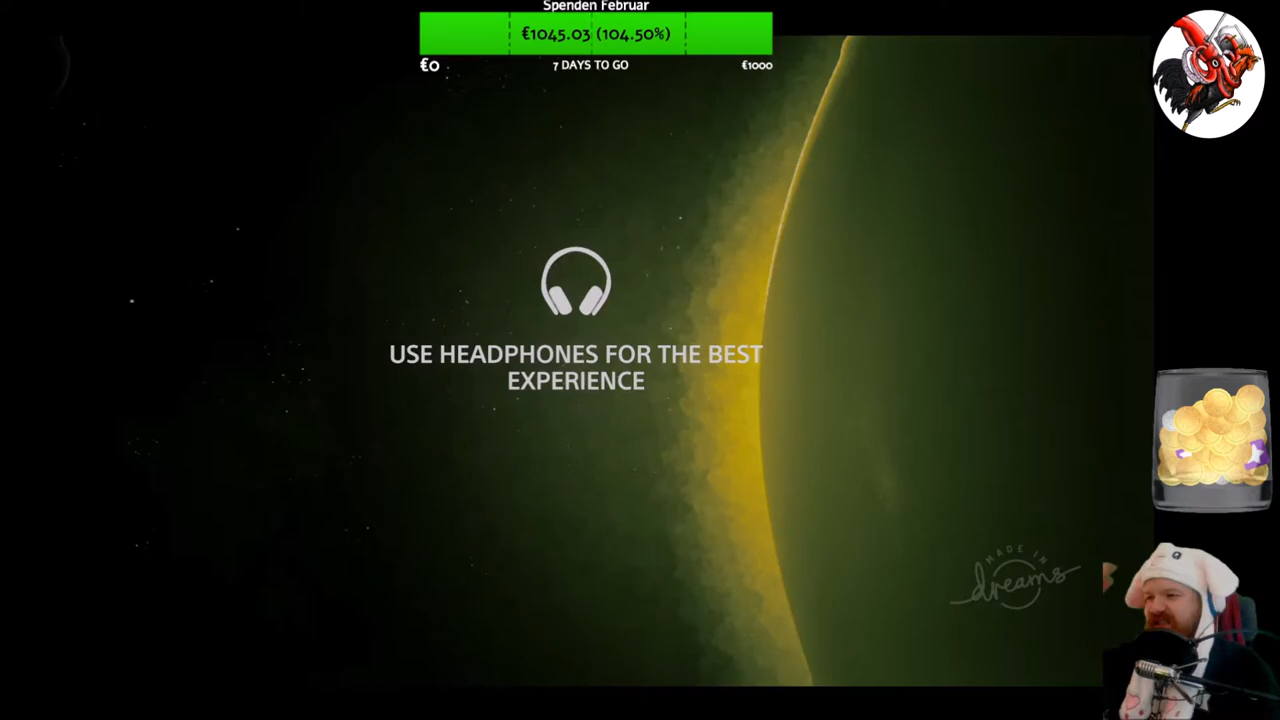 Spenden Februar
€1045.03 (104.50%)
€0
7 DAYS TO GO
€1000
USE HEADPHONES FOR THE BEST
EXPERIENCE
MADE IN
dreams